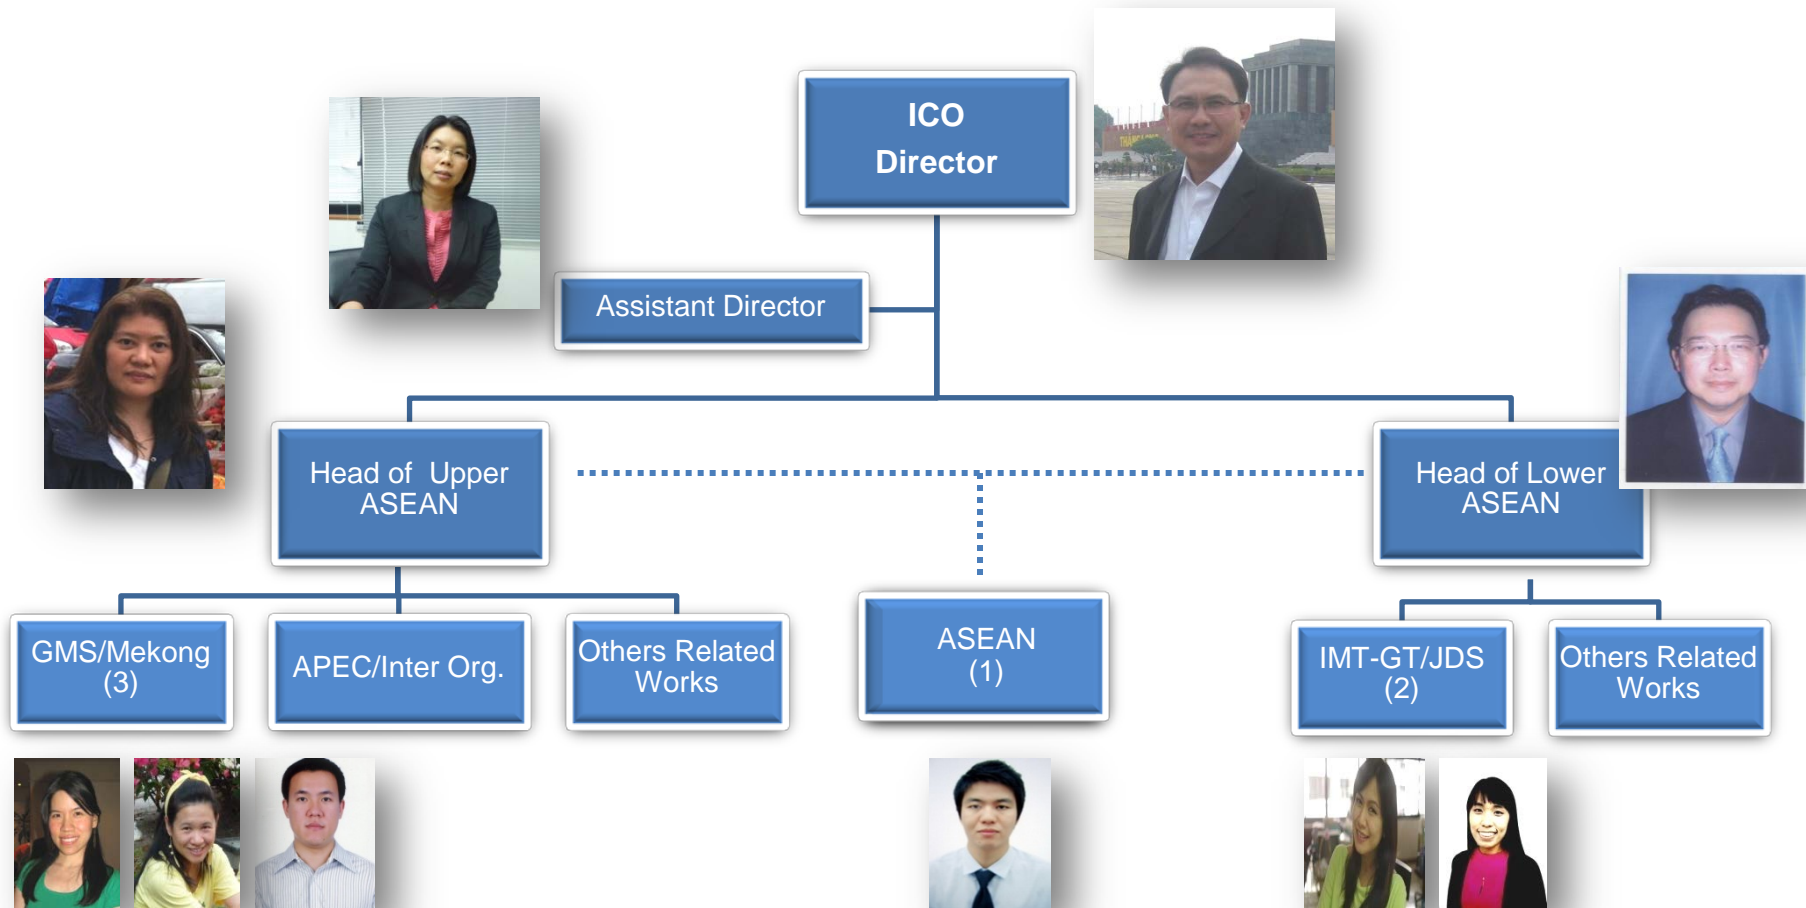 ICO
Director
Assistant Director
Head of Upper
ASEAN
Head of Lower
ASEAN
GMS/Mekong
(3)
APEC/Inter Org.
Others Related
Works
ASEAN
(1)
IMT-GT/JDS
(2)
Others Related
Works